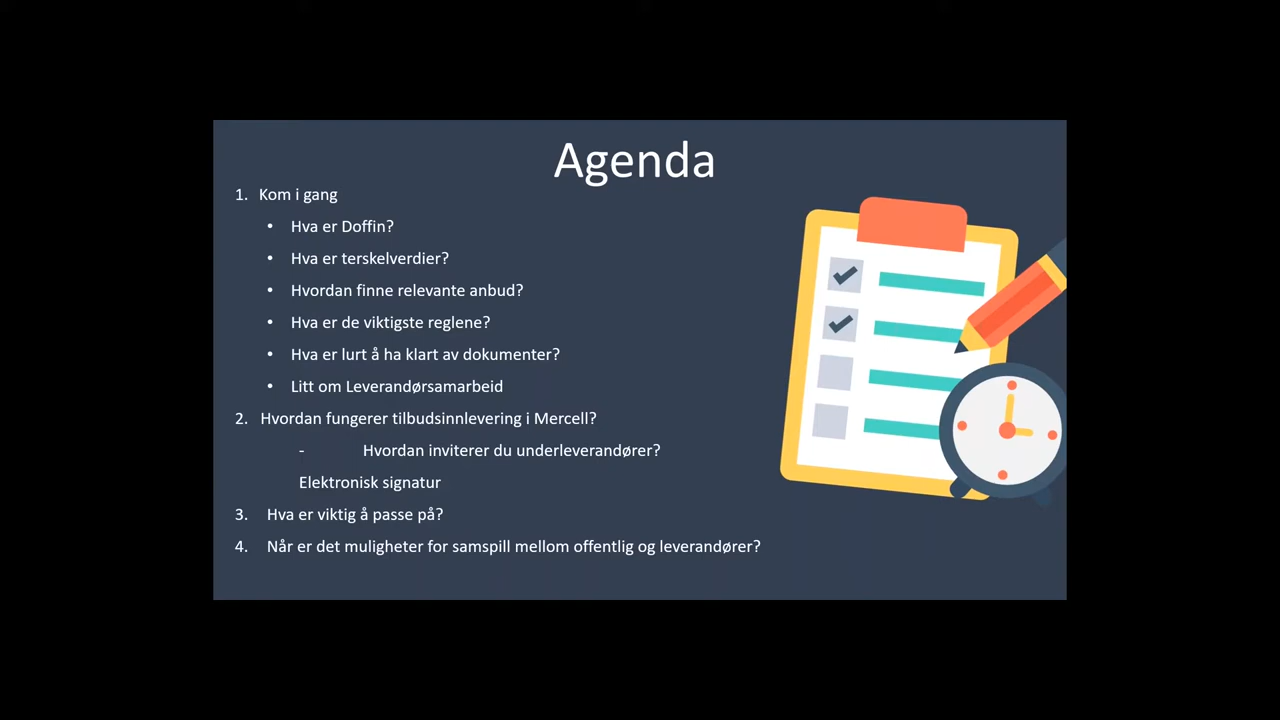 Agenda
1. Kom i gang
• Hva er Doffin?
• Hva er terskelverdier?
• Hvordan finne relevante anbud?
• Hva er de viktigste reglene?
• Hva er lurt å ha klart av dokumenter?
• Litt om Leverandørsamarbeid
2. Hvordan fungerer tilbudsinnlevering i Mercell?
- Hvordan inviterer du underleverandører?
Elektronisk signatur
3. Hva er viktig å passe på?
4. Når er det muligheter for samspill mellom offentlig og leverandører?